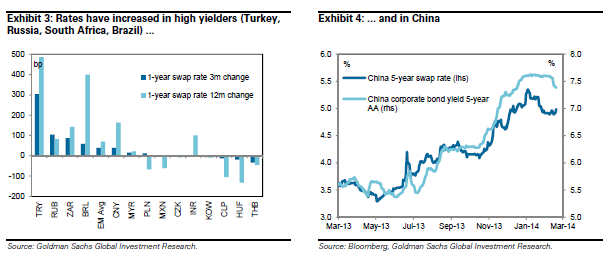 Exhibit 3: Rates have increased in high yielders (Turkey,
Russia, South Africa, Brazil) ...
500
400
300
200
100
0
-100
-200
bp
1-year swap rate 3m change
1-year swap rate 12m change
TRY
RUB
ZAR
BRL
EM Avg
CNY
MYR
PLN
MXN
CZK
INR
KOW
CLP
HUF
THB
Source: Goldman Sachs Global Investment Research.
Exhibit 4: ... and in China
6.0
5.5
5.0
4.5
4.0
3.5
3.0
%
%
8.0
7.5
7.0
6.5
6.0
5.5
5.0
China 5-year swap rate (lhs)
China corporate bond yield 5-year
AA (rhs)
Mar-13
May-13
Jul-13
Sep-13
Nov-13
Jan-14
Mar-14
Source: Bloomberg, Goldman Sachs Global Investment Research.